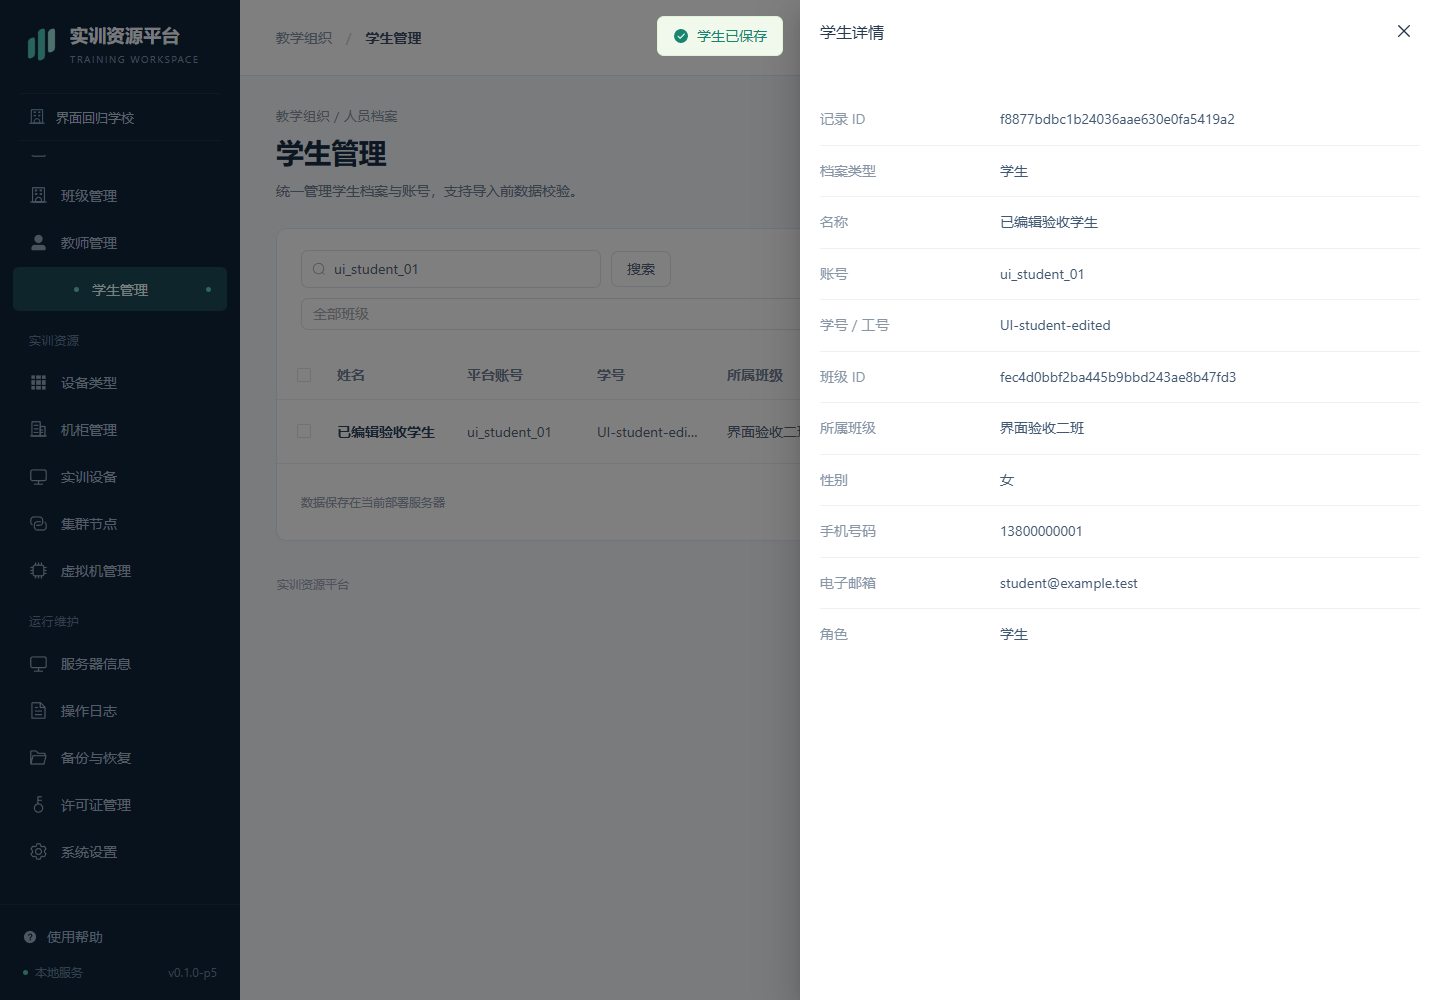 实训资源平台
TRAINING WORKSPACE
界面回归学校
班级管理
教师管理
学生管理
实训资源
设备类型
机柜管理
实训设备
集群节点
虚拟机管理
运行维护
服务器信息
操作日志
备份与恢复
许可证管理
系统设置
使用帮助
本地服务 v0.1.0-p5
教学组织 / 学生管理
学生已保存
教学组织 / 人员档案
学生管理
统一管理学生档案与账号，支持导入前数据校验。
ui_student_01 搜索
全部班级
姓名 平台账号 学号 所属班级
已编辑验收学生 ui_student_01 UI-student-edi... 界面验收二
数据保存在当前部署服务器
实训资源平台
学生详情
记录 ID f8877bdbc1b24036aae630e0fa5419a2
档案类型 学生
名称 已编辑验收学生
账号 ui_student_01
学号 / 工号 UI-student-edited
班级 ID fec4d0bbf2ba445b9bbd243ae8b47fd3
所属班级 界面验收二班
性别 女
手机号码 13800000001
电子邮箱 student@example.test
角色 学生